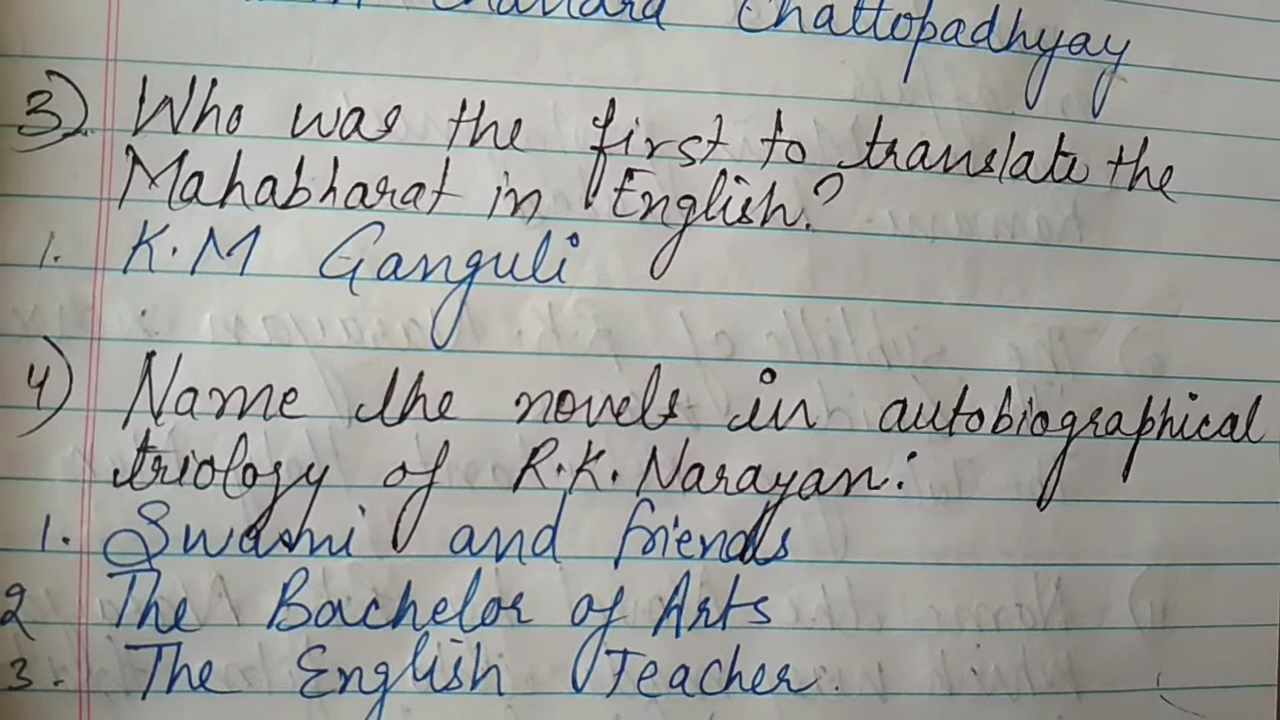 Chandra Chattopadhyay
3) Who was the first to translate the
Mahabharat in English?
1. K.M Ganguli
4) Name the novels in autobiographical
triology of R.K. Narayan:
1. Swami and friends
2 The Bachelor of Arts
3. The English Teacher.